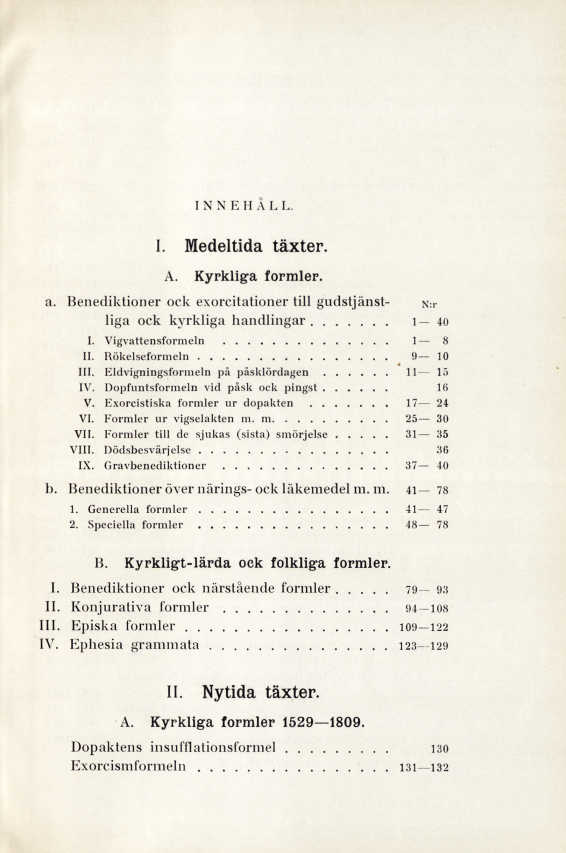 INNEHÅLL.
I. Medeltida täxter.
A. Kyrkliga formler.
a. Benediktioner ock exorcitationer till gudstjänst- N:r
liga ock kyrkliga handlingar . . . . . . . 1— 40
I. Vigvattensformeln . . . . . . . . . . . . . . . 1— 8
II. Rökelseformeln . . . . . . . . . . . . . . . . . 9— 10
III. Eldvigningsformeln på påsklördagen . . . . . . 11— 15
IV. Dopfuntsformeln vid påsk ock pingst . . . . . . 16
V. Exorcistiska formler ur dopakten . . . . . . . 17— 24
VI. Formler ur vigselakten m. m. . . . . . . . . . 25— 30
VII. Formler till de sjukas (sista) smörjelse . . . . . 31— 35
VIII. Dödsbesvärjelse . . . . . . . . . . . . . . . . . 36
IX. Gravbenediktioner . . . . . . . . . . . . . . . 37— 40
b. Benediktioner över närings- ock läkemedel m. m. 41— 78
1. Generella formler . . . . . . . . . . . . . . . . . 41— 47
2. Speciella formler . . . . . . . . . . . . . . . . . 48— 78
B. Kyrkligt-lärda ock folkliga formler.
I. Benediktioner ock närstående formler . . . . . 79— 93
II. Konjurativa formler . . . . . . . . . . . . . 94—108
III. Episka formler . . . . . . . . . . . . . . . . 109—122
IV. Ephesia grammata . . . . . . . . . . . . . . 123—129
II. Nytida täxter.
A. Kyrkliga formler 1529—1809.
Dopaktens insufflationsformel . . . . . . . . . 130
Exorcismformeln . . . . . . . . . . . . . . . 131—132